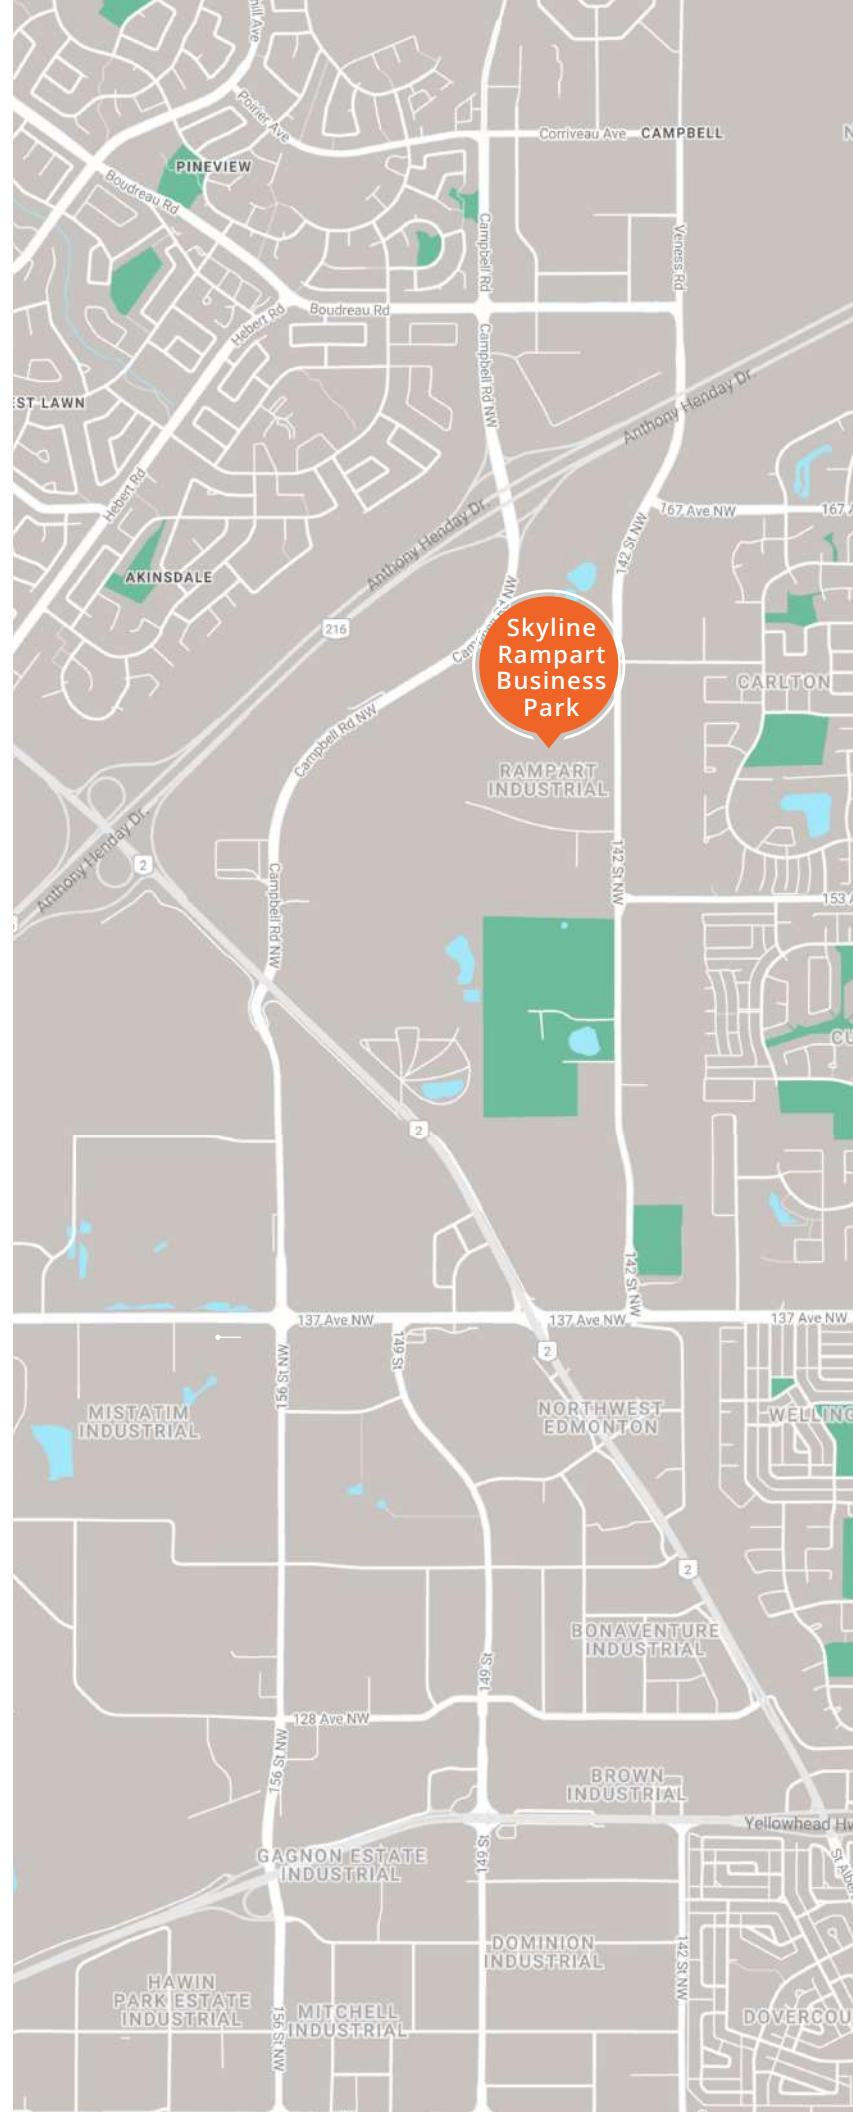 Poirier Ave
Corriveau Ave
CAMPBELL
PINEVIEW
Boudreau Rd
Campbell Rd
Veness Rd
Hebert Rd
Boudreau Rd
Campbell Rd NW
Anthony Henday Dr.
Hebert Rd
Anthony Henday Dr.
167 Ave NW
142 St NW
AKINSDALE
216
Skyline
Rampart
Business
Park
CARLTON
Campbell Rd NW
RAMPART
INDUSTRIAL
Anthony Henday Dr.
2
142 St NW
Campbell Rd NW
2
142 St NW
137 Ave NW
137 Ave NW
137 Ave NW
149 St
2
156 St NW
MISTATIM
INDUSTRIAL
NORTHWEST
EDMONTON
2
BONAVENTURE
INDUSTRIAL
149 St
128 Ave NW
156 St NW
BROWN
INDUSTRIAL
149 St
GAGNON ESTATE
INDUSTRIAL
DOMINION
INDUSTRIAL
142 St NW
HAWIN
PARK ESTATE
INDUSTRIAL
MITCHELL
INDUSTRIAL
156 St NW